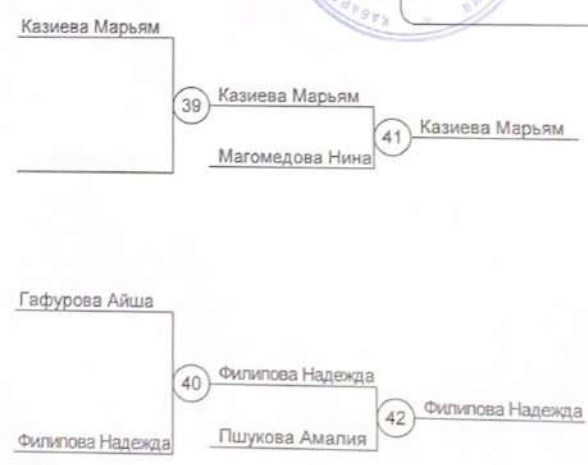 Казиева Марьям
39
Казиева Марьям
Магомедова Нина
41
Казиева Марьям
Гафурова Айша
Филипова Надежда
40
Филипова Надежда
Пшукова Амалия
42
Филипова Надежда